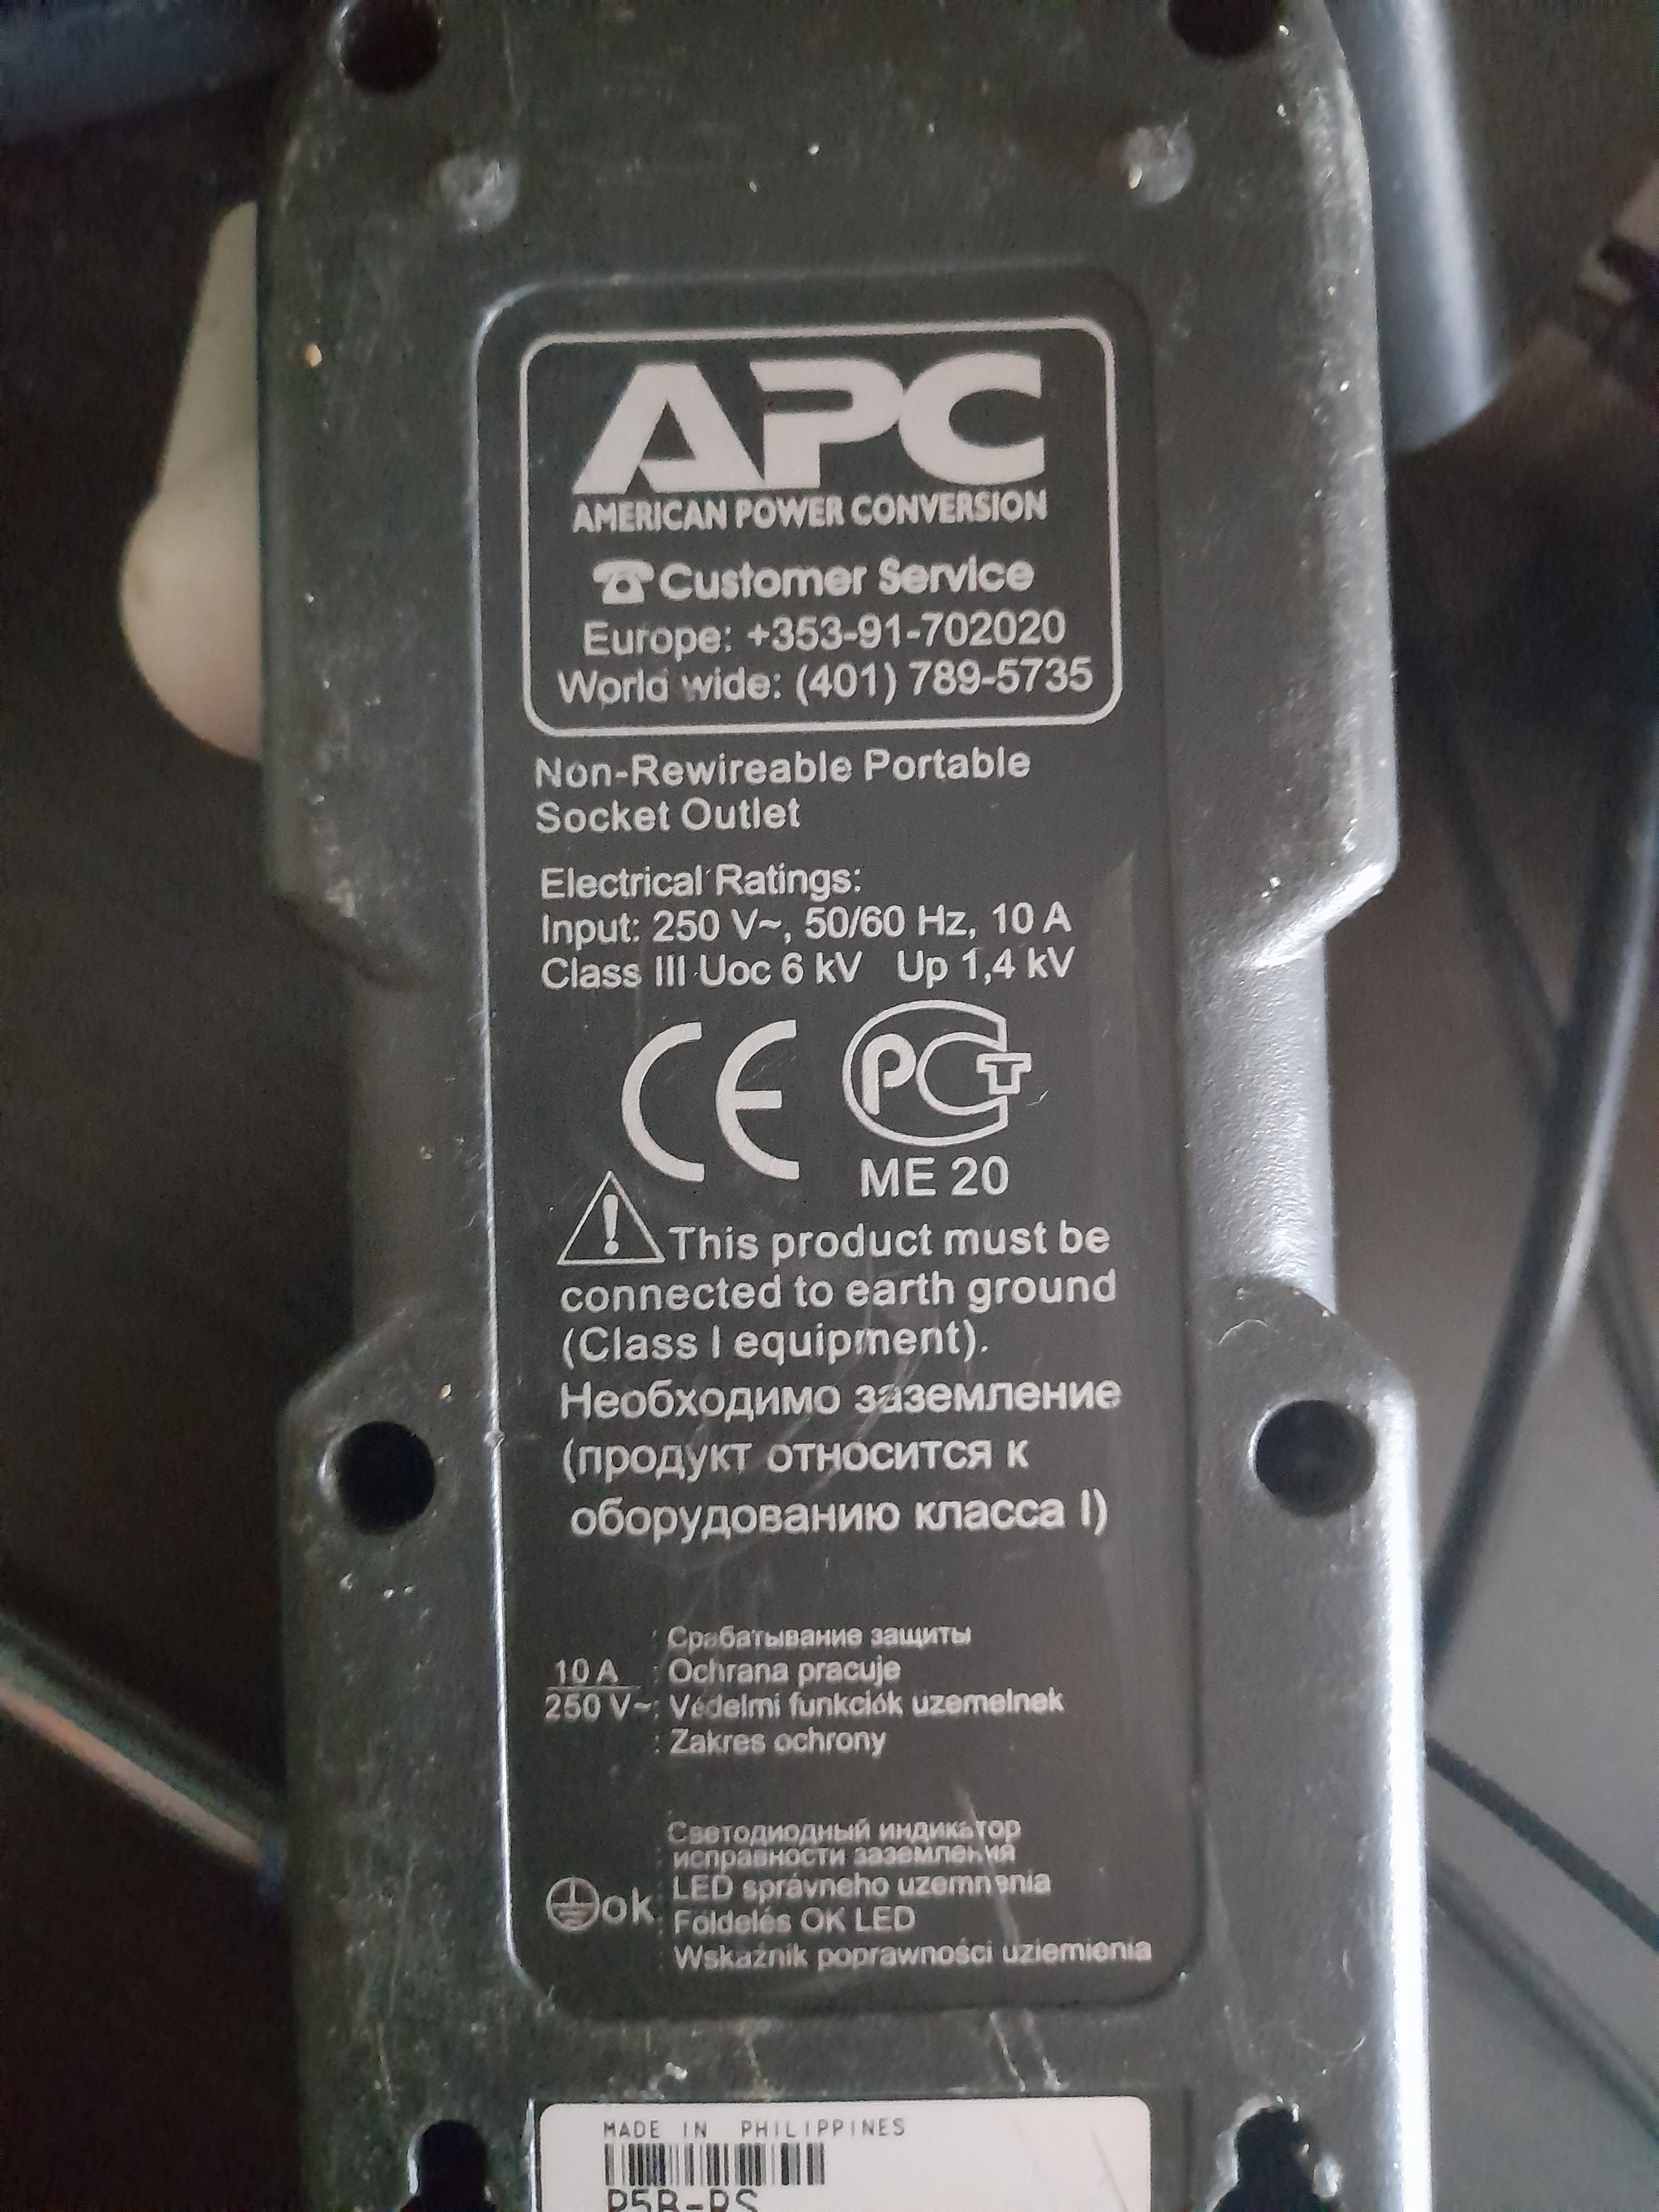 APC
AMERICAN POWER CONVERSION
☎Customer Service
Europe: +353-91-702020
World wide: (401) 789-5735
Non-Rewireable Portable
Socket Outlet
Electrical Ratings:
Input: 250 V~, 50/60 Hz, 10 A
Class III Uoc 6 kV Up 1,4 kV
CE РСТ
ME 20
This product must be
connected to earth ground
(Class I equipment).
Необходимо заземление
(продукт относится к
оборудованию класса I)
: Срабатывание защиты
10 A : Ochrana pracuje
250 V~: Védelmi funkciók üzemelnek
: Zakres ochrony
: Светодиодный индикатор
исправности заземления
: LED správneho uzemnenia
ok : Földelés OK LED
: Wskaźnik poprawności uziemienia
MADE IN PHILIPPINES
P5B-RS